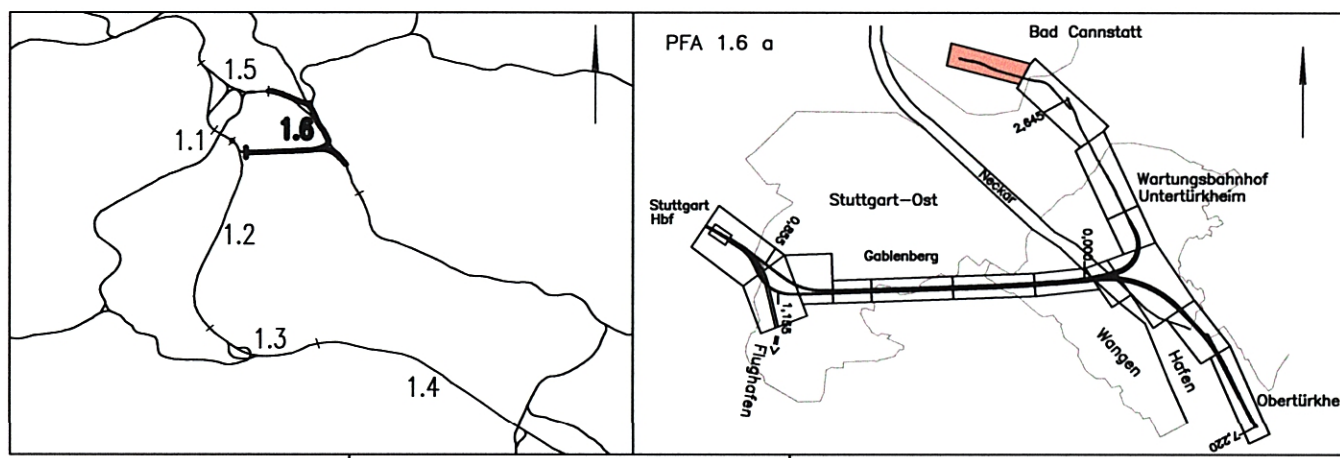 1.5
1.6
1.1
1.2
1.3
1.4
PFA 1.6 a
Bad Cannstatt
2,645
Neckar
Wartungsbahnhof
Untertürkheim
Stuttgart-Ost
Stuttgart
Hbf
0,855
0,000
Gablenberg
1,155 =>
Flughafen
Wangen
Hafen
Obertürkhe
-7,220